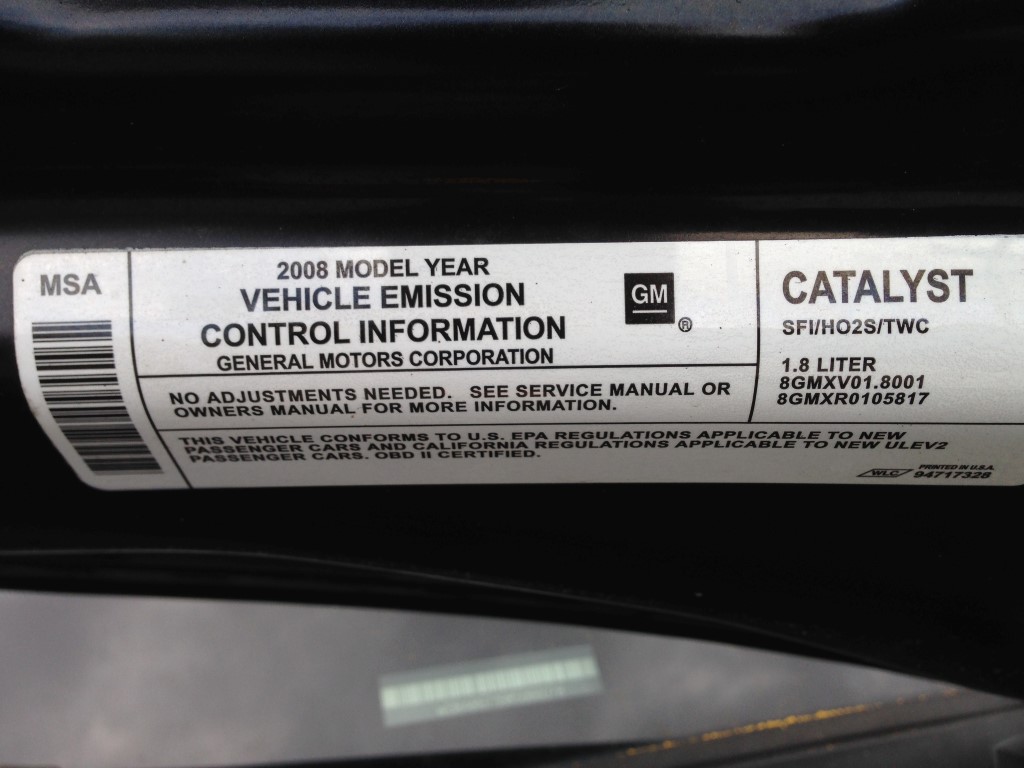 MSA
2008 MODEL YEAR
VEHICLE EMISSION
CONTROL INFORMATION
GENERAL MOTORS CORPORATION
GM
®
CATALYST
SFI/HO2S/TWC
1.8 LITER
8GMXV01.8001
8GMXR0105817
NO ADJUSTMENTS NEEDED. SEE SERVICE MANUAL OR
OWNERS MANUAL FOR MORE INFORMATION.
THIS VEHICLE CONFORMS TO U.S. EPA REGULATIONS APPLICABLE TO NEW
PASSENGER CARS AND CALIFORNIA REGULATIONS APPLICABLE TO NEW ULEV2
PASSENGER CARS. OBD II CERTIFIED.
WLC
PRINTED IN U.S.A.
94717328